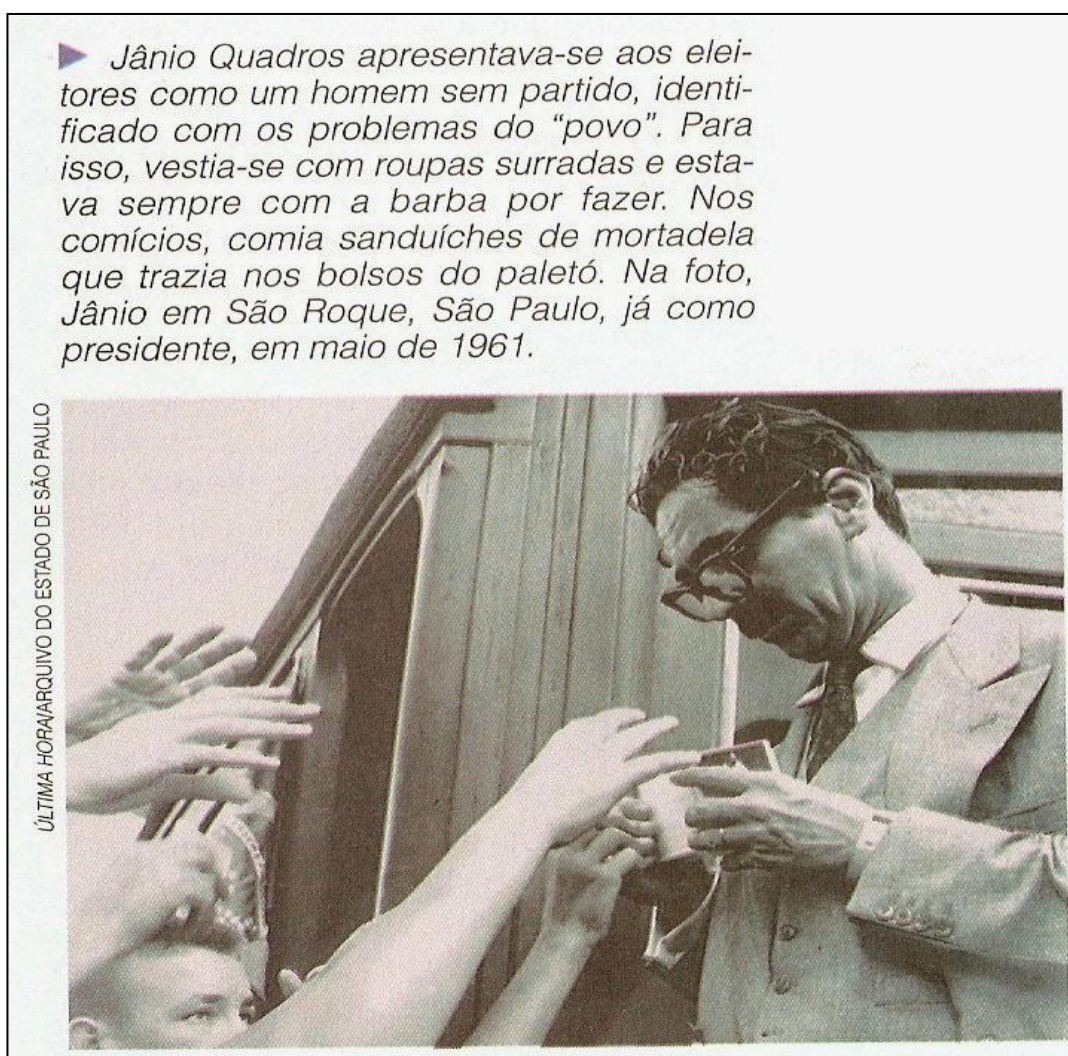 Jânio Quadros apresentava-se aos elei-
tores como um homem sem partido, identi-
ficado com os problemas do “povo”. Para
isso, vestia-se com roupas surradas e esta-
va sempre com a barba por fazer. Nos
comícios, comia sanduíches de mortadela
que trazia nos bolsos do paletó. Na foto,
Jânio em São Roque, São Paulo, já como
presidente, em maio de 1961.
ÚLTIMA HORA/ARQUIVO DO ESTADO DE SÃO PAULO